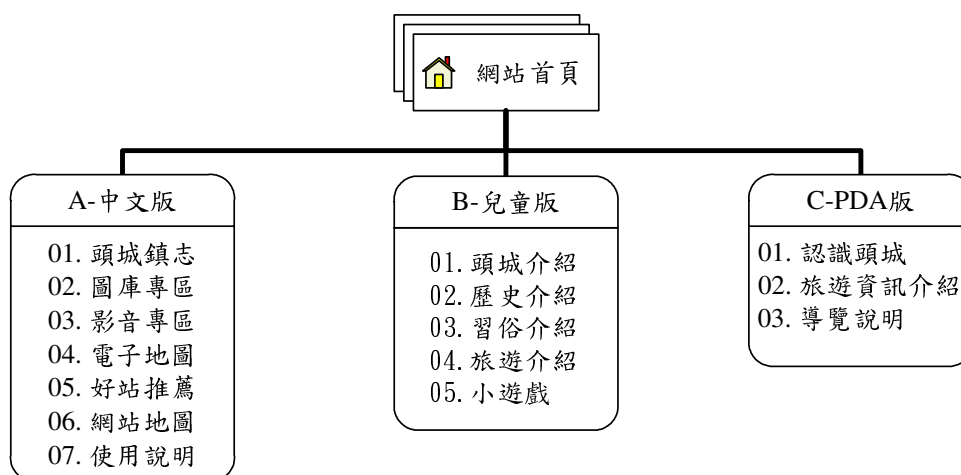 網站首頁
A-中文版
01. 頭城鎮志
02. 圖庫專區
03. 影音專區
04. 電子地圖
05. 好站推薦
06. 網站地圖
07. 使用說明
B-兒童版
01. 頭城介紹
02. 歷史介紹
03. 習俗介紹
04. 旅遊介紹
05. 小遊戲
C-PDA版
01. 認識頭城
02. 旅遊資訊介紹
03. 導覽說明